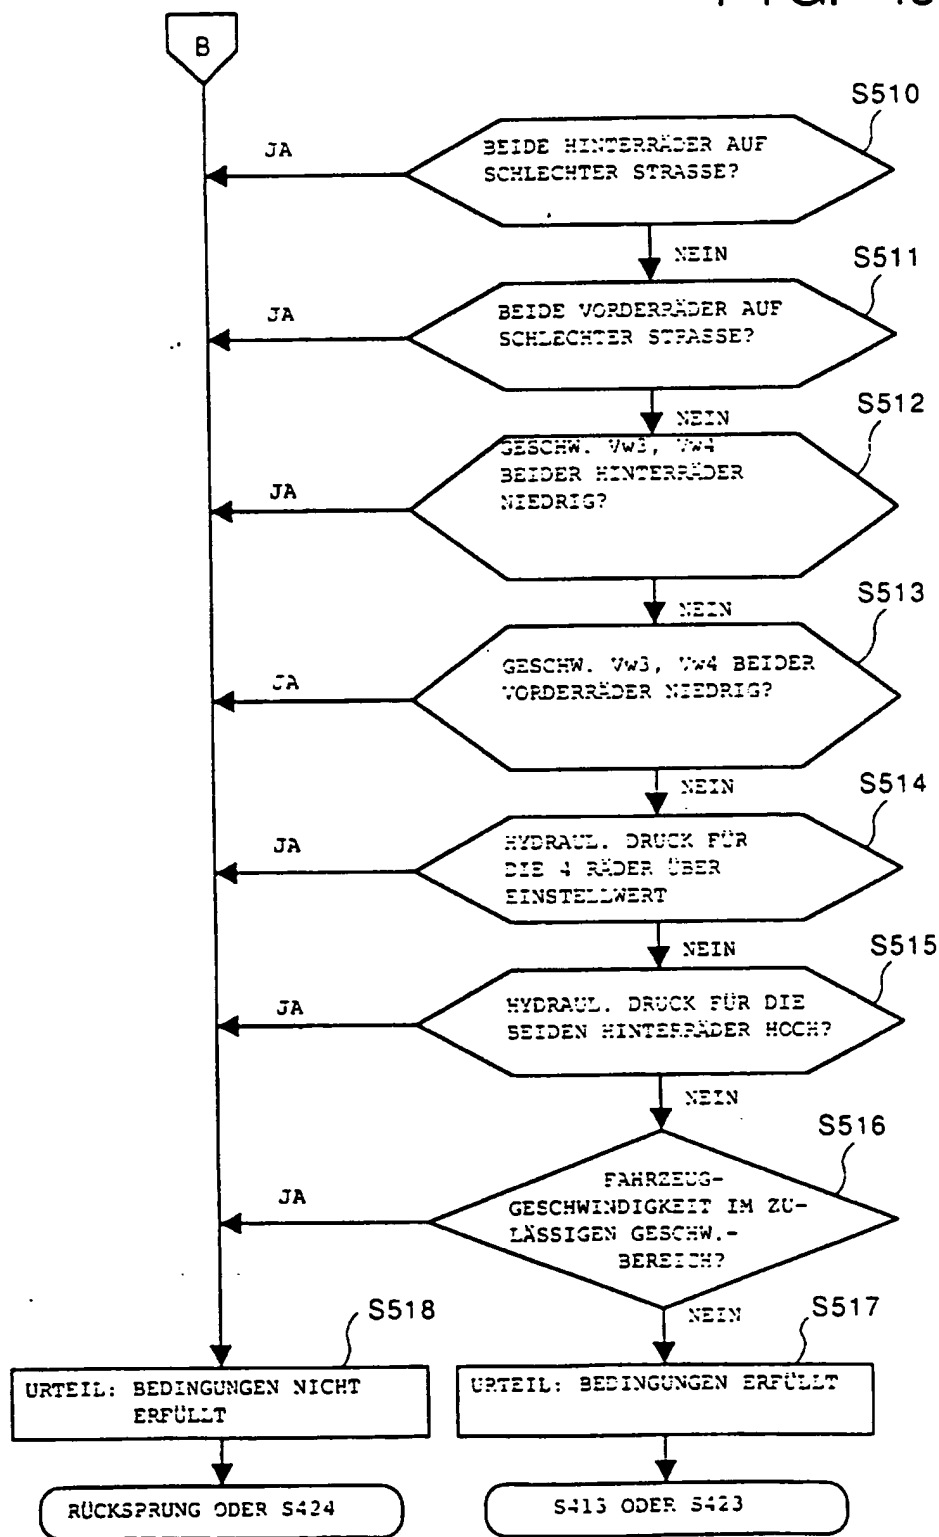 FIG.
B
S510
JA
BEIDE HINTERRÄDER AUF
SCHLECHTER STRASSE?
NEIN
S511
JA
BEIDE VORDERRÄDER AUF
SCHLECHTER STRASSE?
NEIN
S512
GESCHW. Vw3, Vw4
BEIDER HINTERRÄDER
NIEDRIG?
JA
NEIN
S513
GESCHW. Vw3, Vw4 BEIDER
VORDERRÄDER NIEDRIG?
JA
NEIN
S514
JA
HYDRAUL. DRUCK FÜR
DIE 4 RÄDER ÜBER
EINSTELLWERT
NEIN
S515
JA
HYDRAUL. DRUCK FÜR DIE
BEIDEN HINTERRÄDER HOCH?
NEIN
S516
JA
FAHRZEUG-
GESCHWINDIGKEIT IM ZU-
LÄSSIGEN GESCHW.-
BEREICH?
NEIN
S518
S517
URTEIL: BEDINGUNGEN NICHT
ERFÜLLT
URTEIL: BEDINGUNGEN ERFÜLLT
RÜCKSPRUNG ODER S424
S413 ODER S423